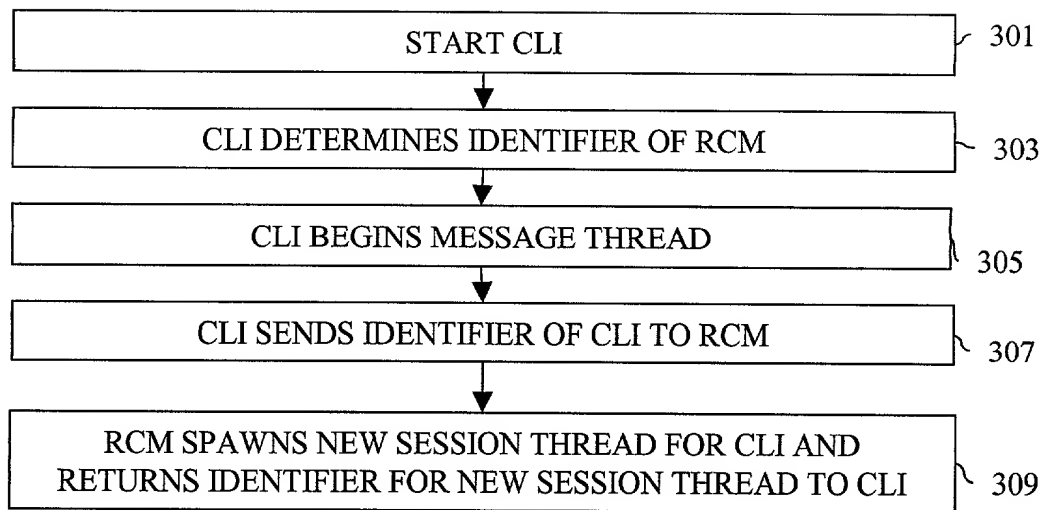 START CLI
301
CLI DETERMINES IDENTIFIER OF RCM
303
CLI BEGINS MESSAGE THREAD
305
CLI SENDS IDENTIFIER OF CLI TO RCM
307
RCM SPAWNS NEW SESSION THREAD FOR CLI AND
RETURNS IDENTIFIER FOR NEW SESSION THREAD TO CLI
309